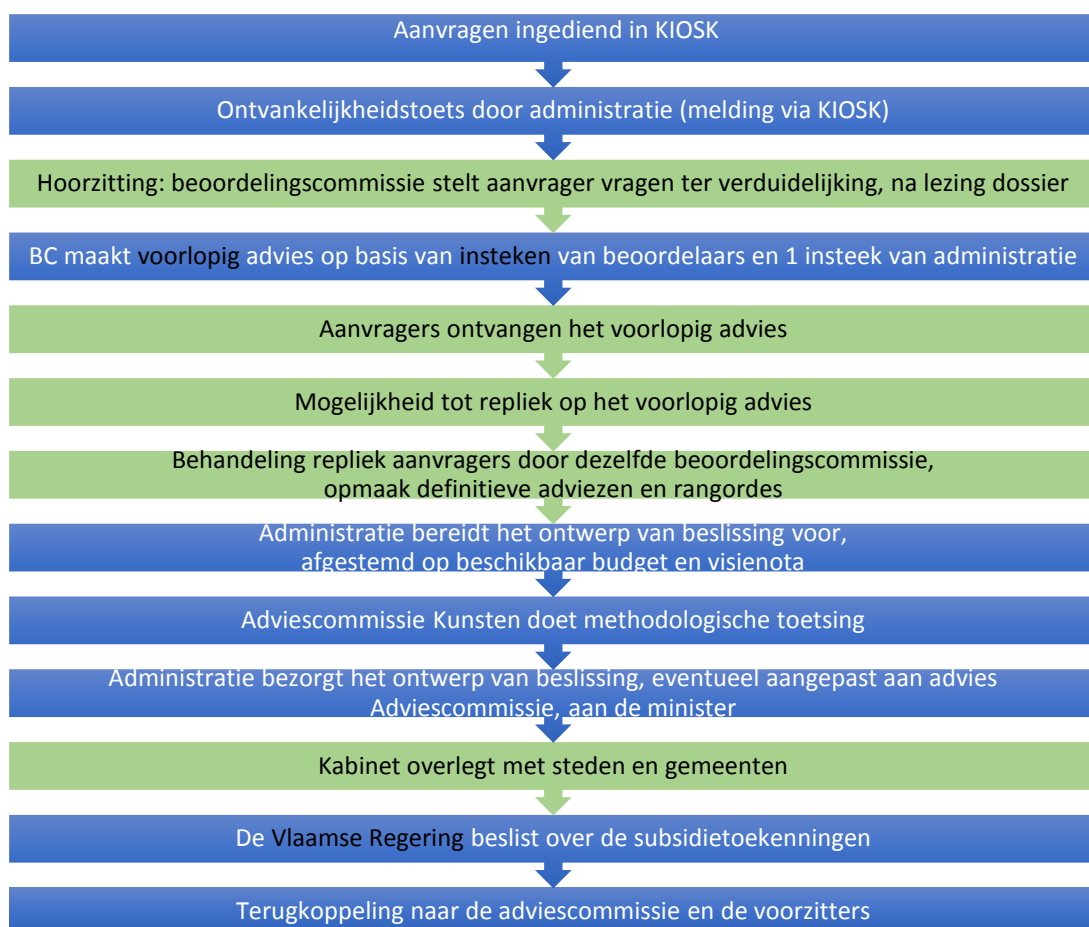 Aanvragen ingediend in KIOSK
Ontvankelijkheidstoets door administratie (melding via KIOSK)
Hoorzitting: beoordelingscommissie stelt aanvrager vragen ter verduidelijking, na lezing dossier
BC maakt voorlopig advies op basis van insteken van beoordelaars en 1 insteek van administratie
Aanvragers ontvangen het voorlopig advies
Mogelijkheid tot repliek op het voorlopig advies
Behandeling repliek aanvragers door dezelfde beoordelingscommissie,
opmaak definitieve adviezen en rangordes
Administratie bereidt het ontwerp van beslissing voor,
afgestemd op beschikbaar budget en visienota
Adviescommissie Kunsten doet methodologische toetsing
Administratie bezorgt het ontwerp van beslissing, eventueel aangepast aan advies
Adviescommissie, aan de minister
Kabinet overlegt met steden en gemeenten
De Vlaamse Regering beslist over de subsidietoekenningen
Terugkoppeling naar de adviescommissie en de voorzitters